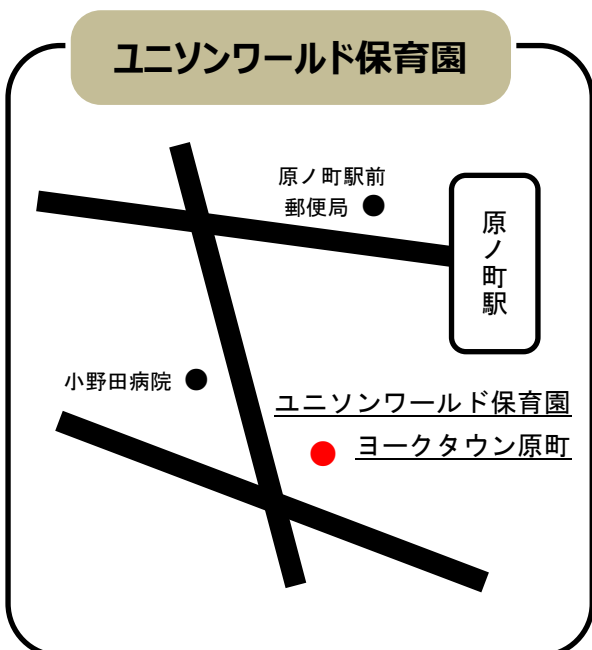 ユニソンワールド保育園
原ノ町駅前
郵便局
原ノ町駅
小野田病院
ユニソンワールド保育園
ヨークタウン原町